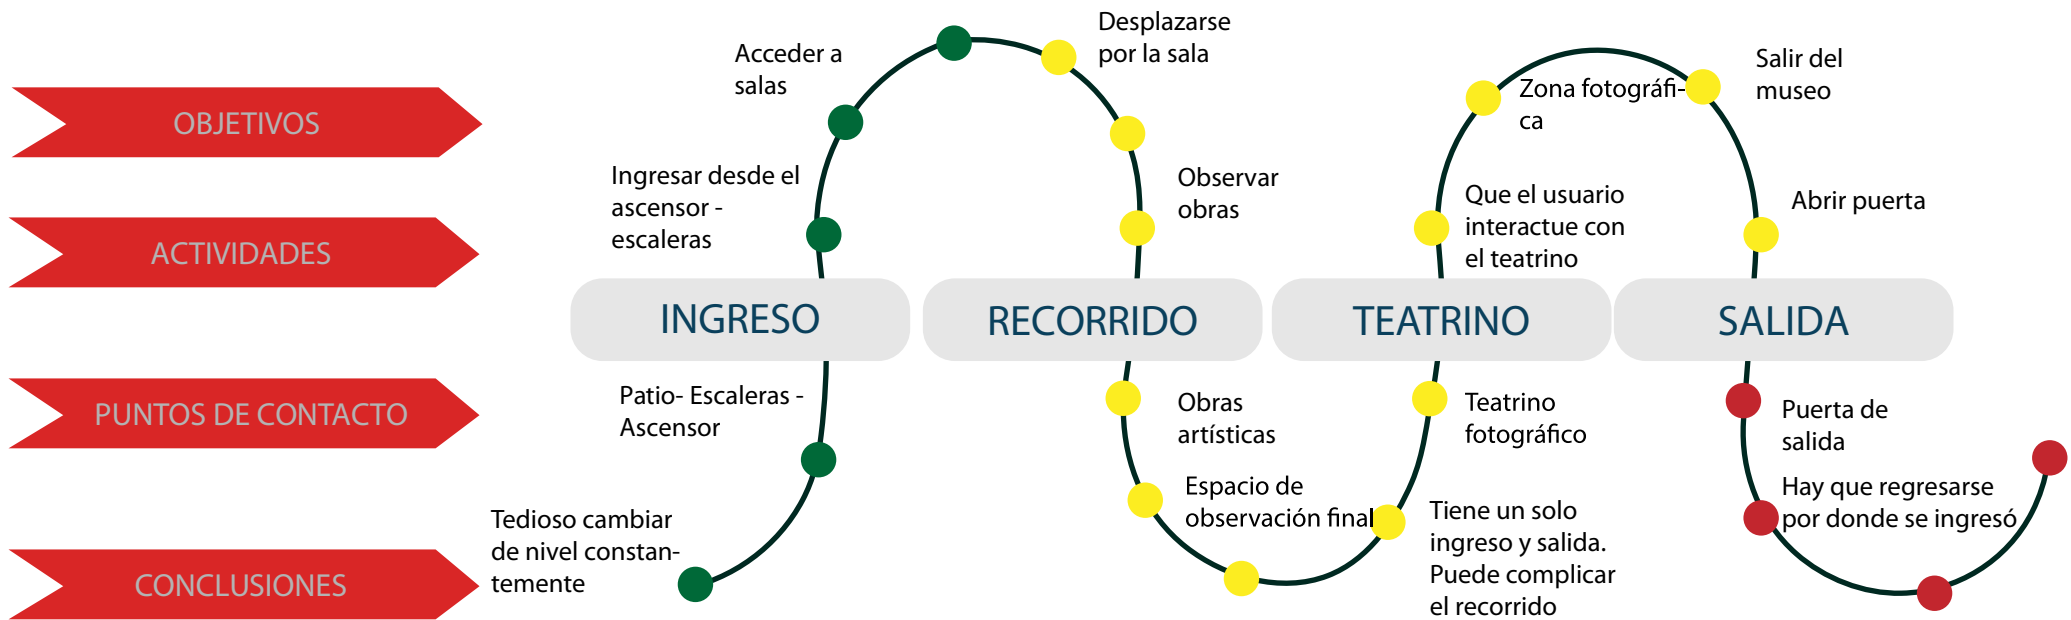 OBJETIVOS
ACTIVIDADES
PUNTOS DE CONTACTO
CONCLUSIONES
Acceder a
salas
Ingresar desde el
ascensor -
escaleras
INGRESO
Patio- Escaleras -
Ascensor
Tedioso cambiar
de nivel constan-
temente
Desplazarse
por la sala
Observar
obras
RECORRIDO
Obras
artísticas
Espacio de
observación final
Zona fotográfi-
ca
Que el usuario
interactue con
el teatrino
TEATRINO
Teatrino
fotográfico
Tiene un solo
ingreso y salida.
Puede complicar
el recorrido
Salir del
museo
Abrir puerta
SALIDA
Puerta de
salida
Hay que regresarse
por donde se ingresó